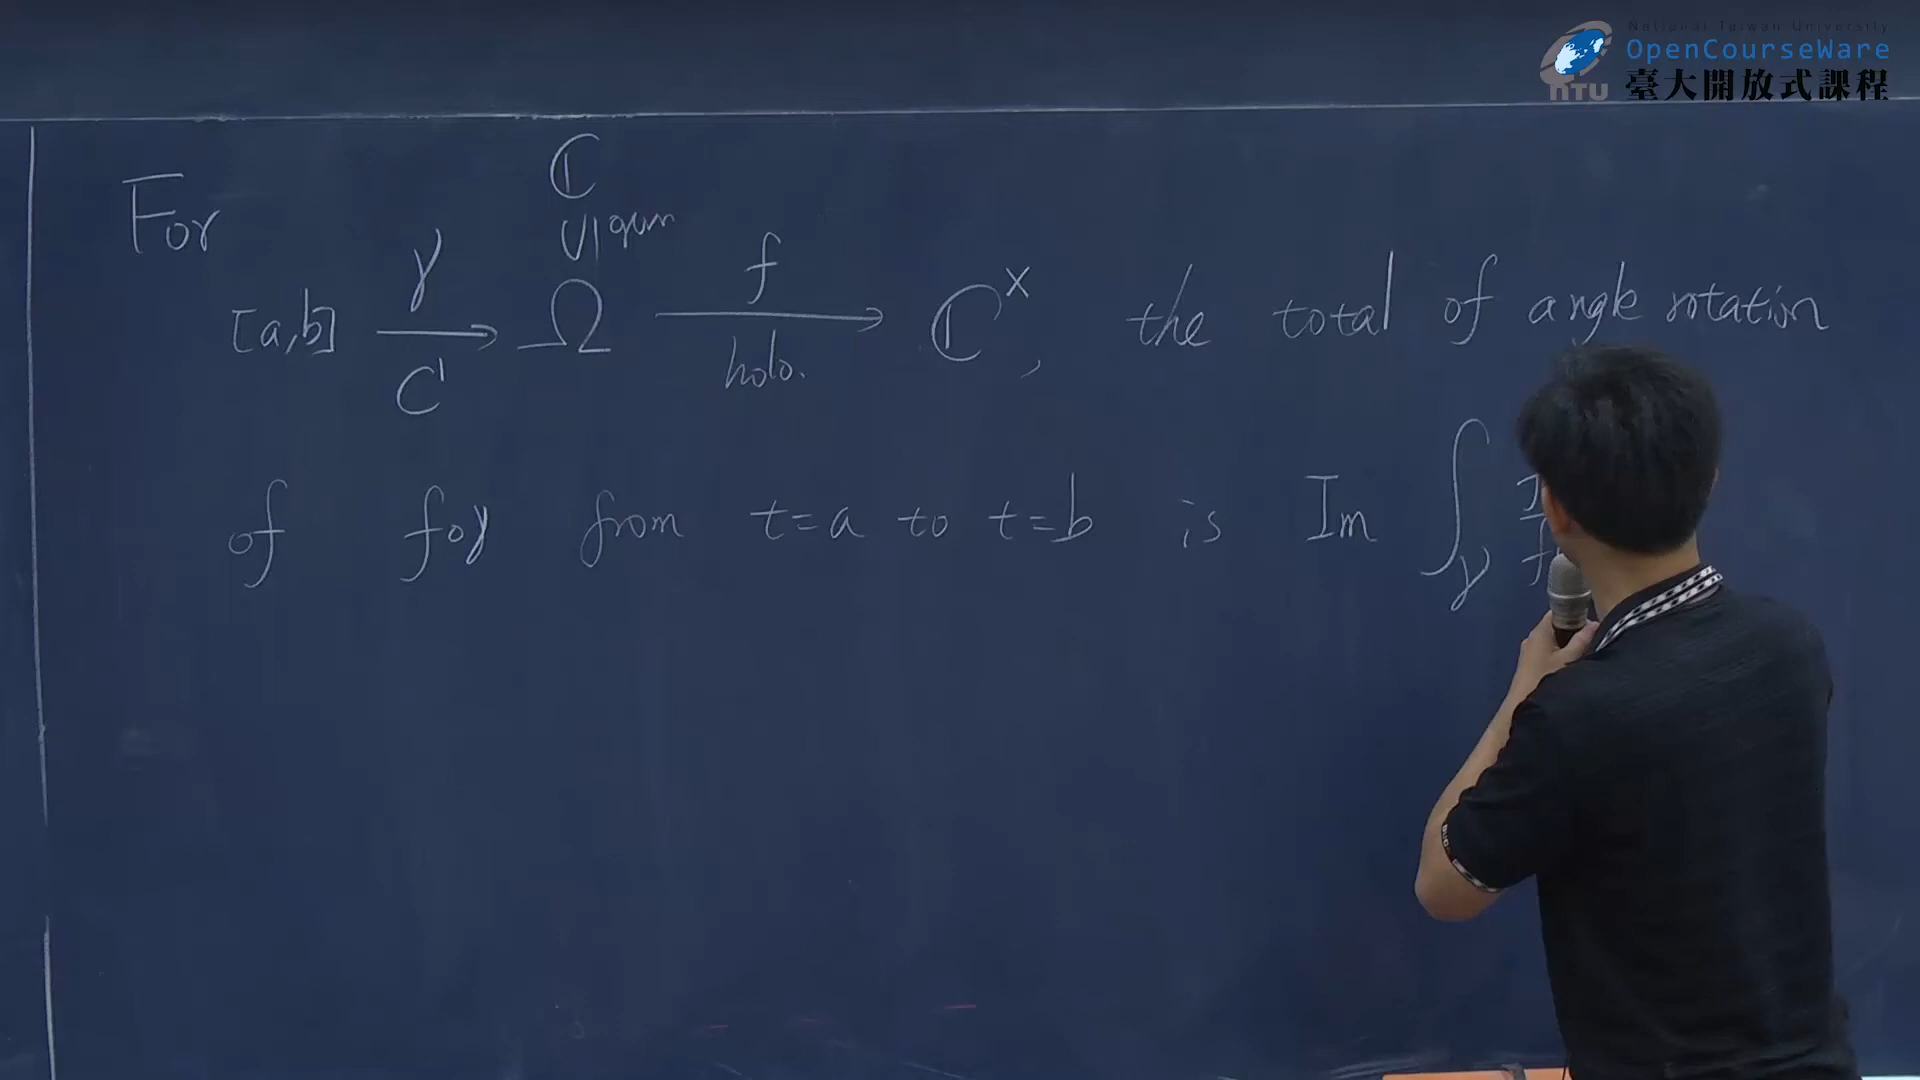 National Taiwan University
OpenCourseWare
NTU 臺大開放式課程
ℂ
For
∪| open
[a,b] γ C¹ Ω f holo. ℂ^×, the total of angle rotation
of f∘γ from t=a to t=b is Im ∫_γ